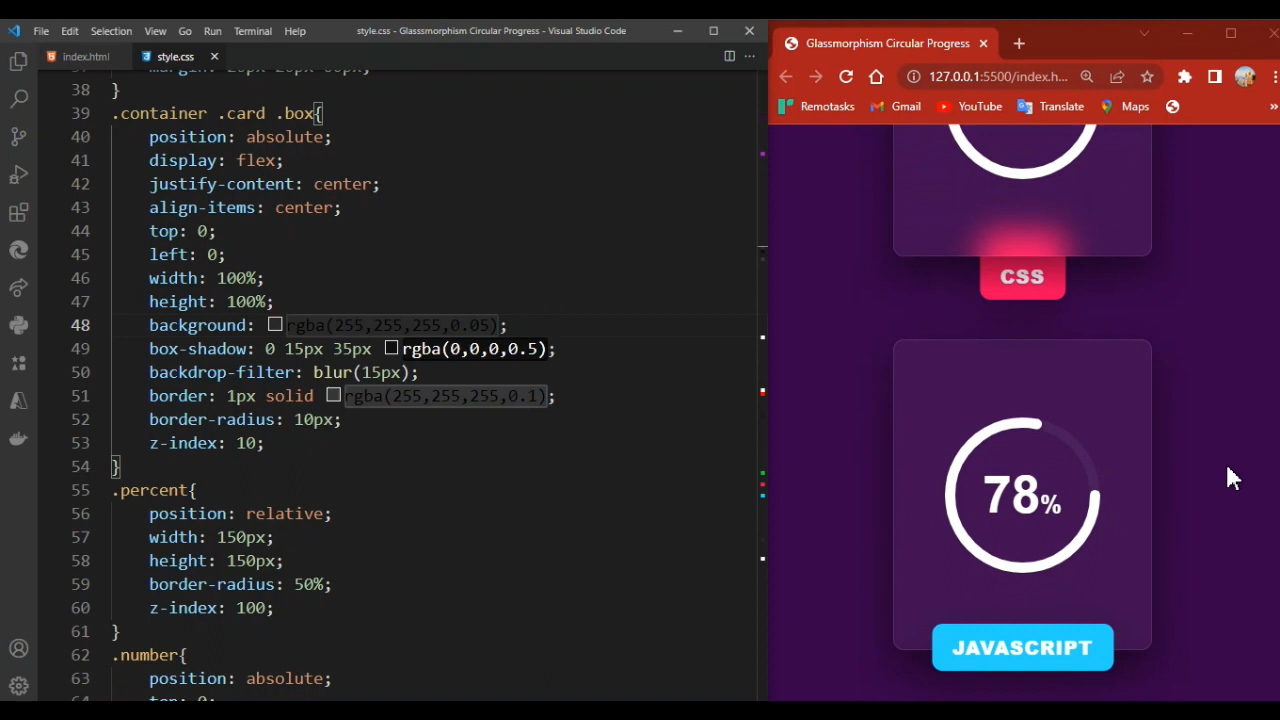 File Edit Selection View Go Run Terminal Help style.css - Glasssmorphism Circular Progress - Visual Studio Code
index.html style.css
38 }
39 .container .card .box{
40 position: absolute;
41 display: flex;
42 justify-content: center;
43 align-items: center;
44 top: 0;
45 left: 0;
46 width: 100%;
47 height: 100%;
48 background: rgba(255,255,255,0.05);
49 box-shadow: 0 15px 35px rgba(0,0,0,0.5);
50 backdrop-filter: blur(15px);
51 border: 1px solid rgba(255,255,255,0.1);
52 border-radius: 10px;
53 z-index: 10;
54 }
55 .percent{
56 position: relative;
57 width: 150px;
58 height: 150px;
59 border-radius: 50%;
60 z-index: 100;
61 }
62 .number{
63 position: absolute;
Glassmorphism Circular Progress
127.0.0.1:5500/index.h...
Remotasks Gmail YouTube Translate Maps »
CSS
78%
JAVASCRIPT